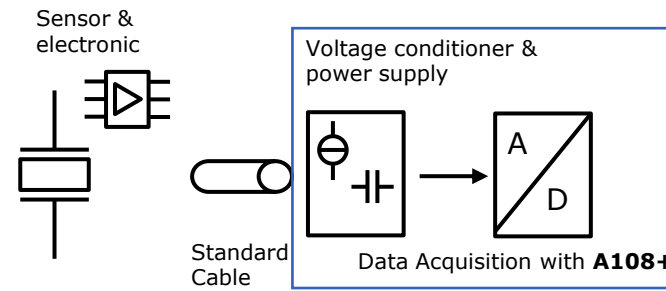 Sensor &
electronic
Voltage conditioner &
power supply
A
D
Standard
Cable
Data Acquisition with A108+